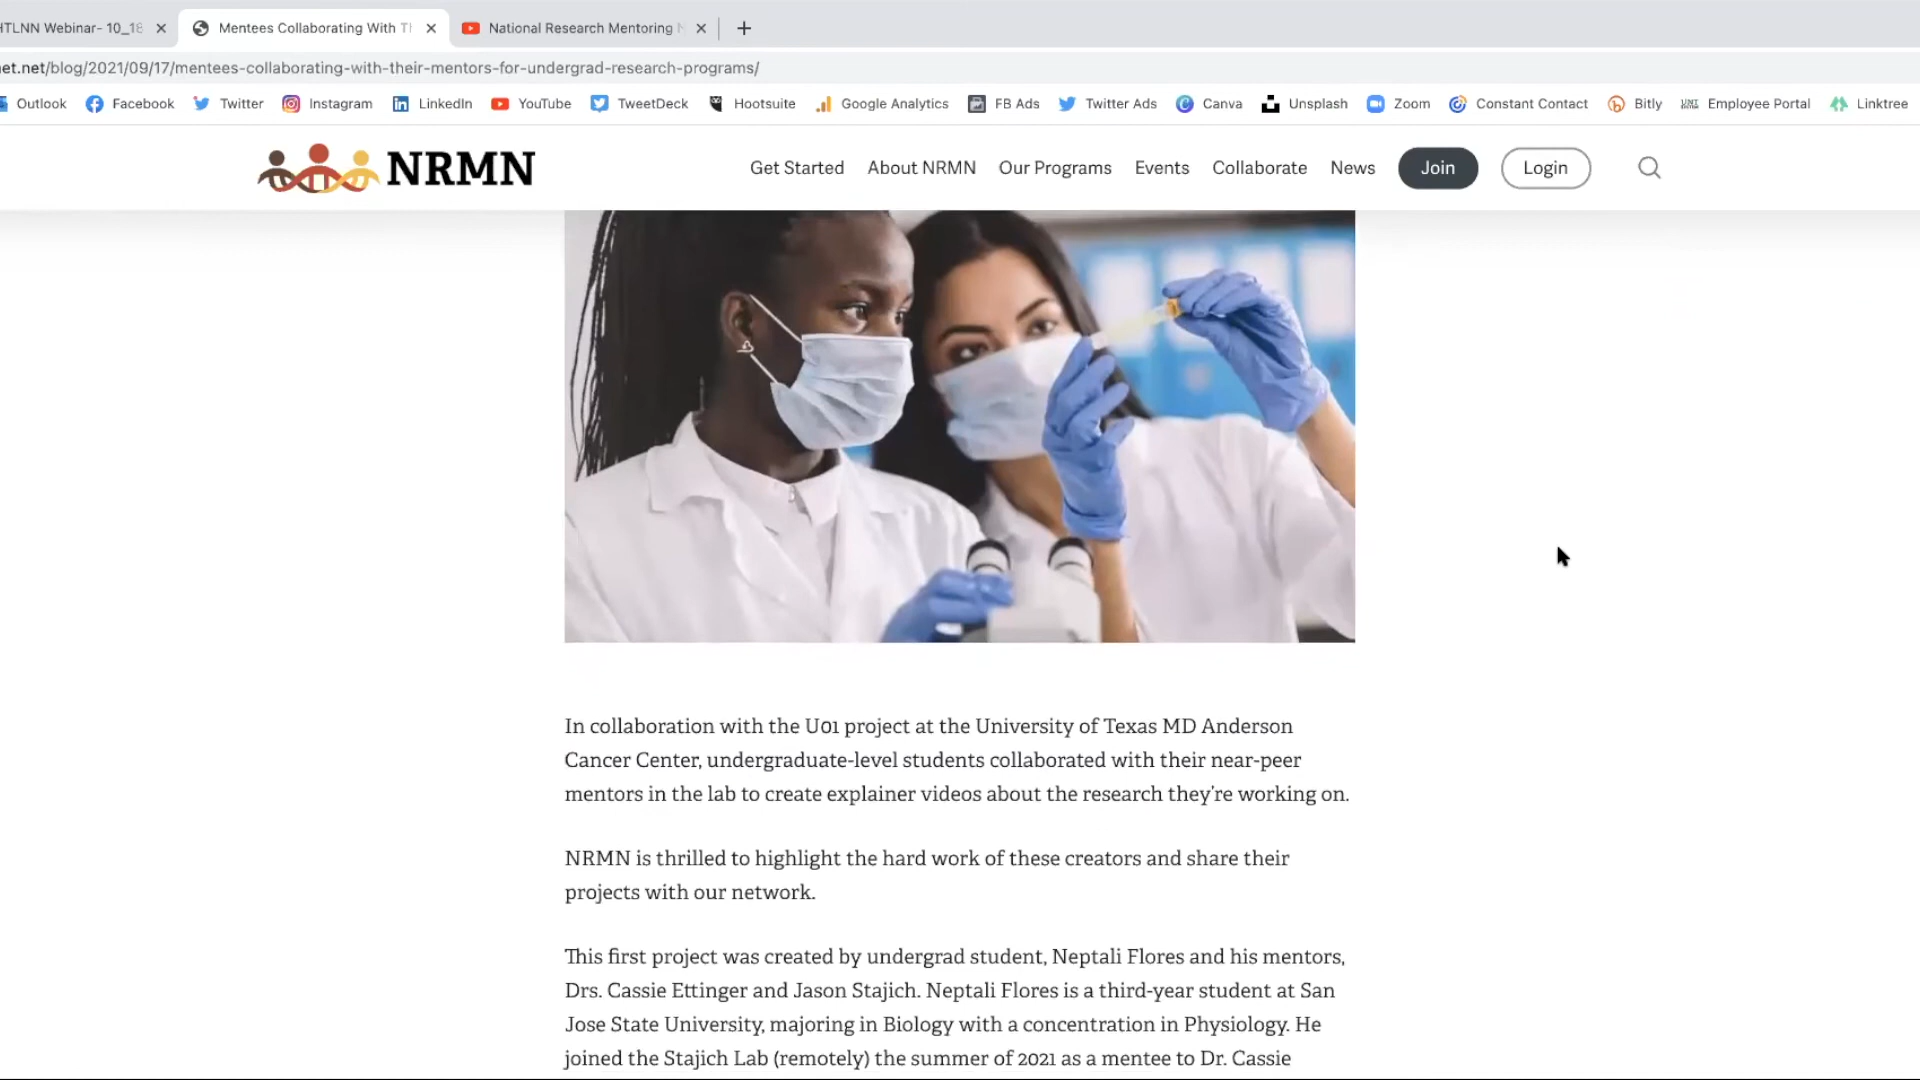 HTLNN Webinar- 10_18
Mentees Collaborating With Th
National Research Mentoring N
et.net/blog/2021/09/17/mentees-collaborating-with-their-mentors-for-undergrad-research-programs/
Outlook Facebook Twitter Instagram LinkedIn YouTube TweetDeck Hootsuite Google Analytics FB Ads Twitter Ads Canva Unsplash Zoom Constant Contact Bitly Employee Portal Linktree
NRMN Get Started About NRMN Our Programs Events Collaborate News Join Login
In collaboration with the U01 project at the University of Texas MD Anderson
Cancer Center, undergraduate-level students collaborated with their near-peer
mentors in the lab to create explainer videos about the research they’re working on.
NRMN is thrilled to highlight the hard work of these creators and share their
projects with our network.
This first project was created by undergrad student, Neptali Flores and his mentors,
Drs. Cassie Ettinger and Jason Stajich. Neptali Flores is a third-year student at San
Jose State University, majoring in Biology with a concentration in Physiology. He
joined the Stajich Lab (remotely) the summer of 2021 as a mentee to Dr. Cassie